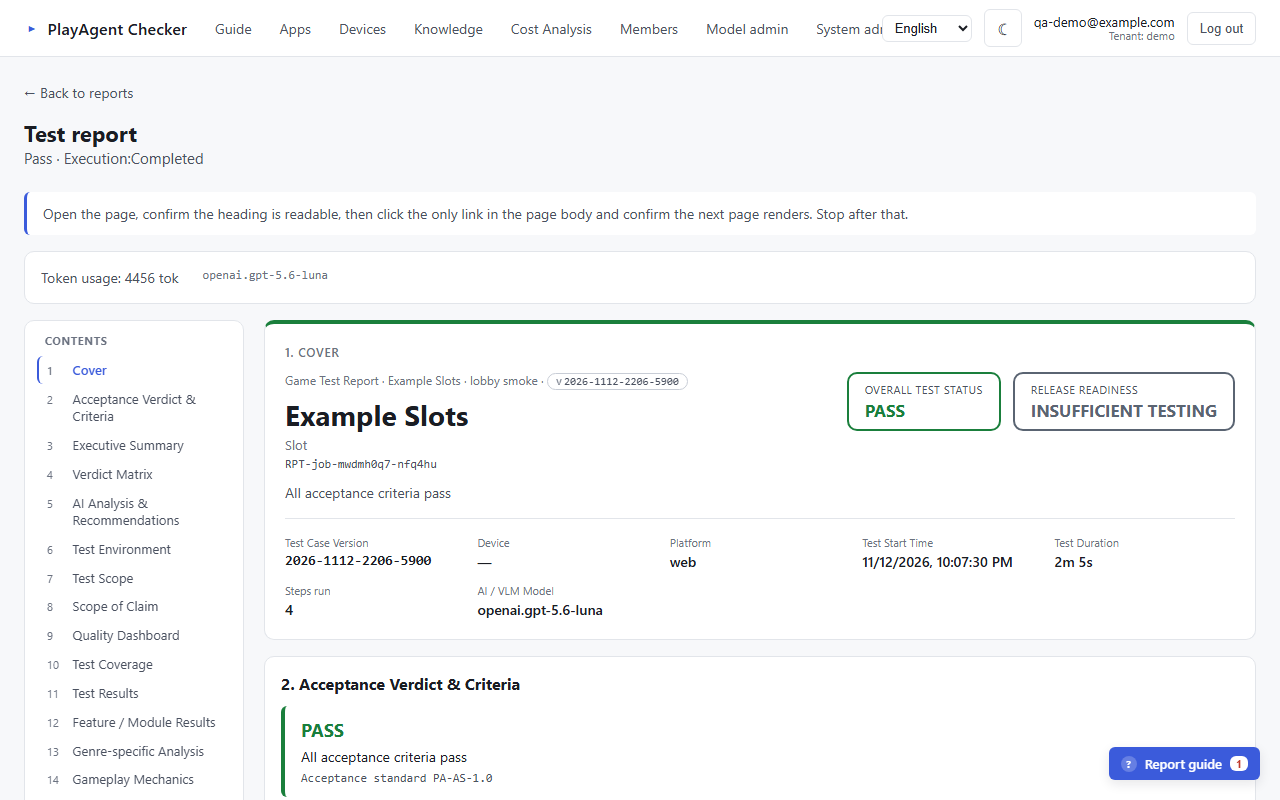 PlayAgent Checker
Guide
Apps
Devices
Knowledge
Cost Analysis
Members
Model admin
System adr
English
qa-demo@example.com
Tenant: demo
Log out
← Back to reports
Test report
Pass · Execution:Completed
Open the page, confirm the heading is readable, then click the only link in the page body and confirm the next page renders. Stop after that.
Token usage: 4456 tok
openai.gpt-5.6-luna
CONTENTS
1 Cover
2 Acceptance Verdict &
Criteria
3 Executive Summary
4 Verdict Matrix
5 AI Analysis &
Recommendations
6 Test Environment
7 Test Scope
8 Scope of Claim
9 Quality Dashboard
10 Test Coverage
11 Test Results
12 Feature / Module Results
13 Genre-specific Analysis
14 Gameplay Mechanics
1. COVER
Game Test Report · Example Slots · lobby smoke · v 2026-1112-2206-5900
Example Slots
Slot
RPT-job-mwdmh0q7-nfq4hu
All acceptance criteria pass
OVERALL TEST STATUS
PASS
RELEASE READINESS
INSUFFICIENT TESTING
Test Case Version
2026-1112-2206-5900
Device
—
Platform
web
Test Start Time
11/12/2026, 10:07:30 PM
Test Duration
2m 5s
Steps run
4
AI / VLM Model
openai.gpt-5.6-luna
2. Acceptance Verdict & Criteria
PASS
All acceptance criteria pass
Acceptance standard PA-AS-1.0
? Report guide 1